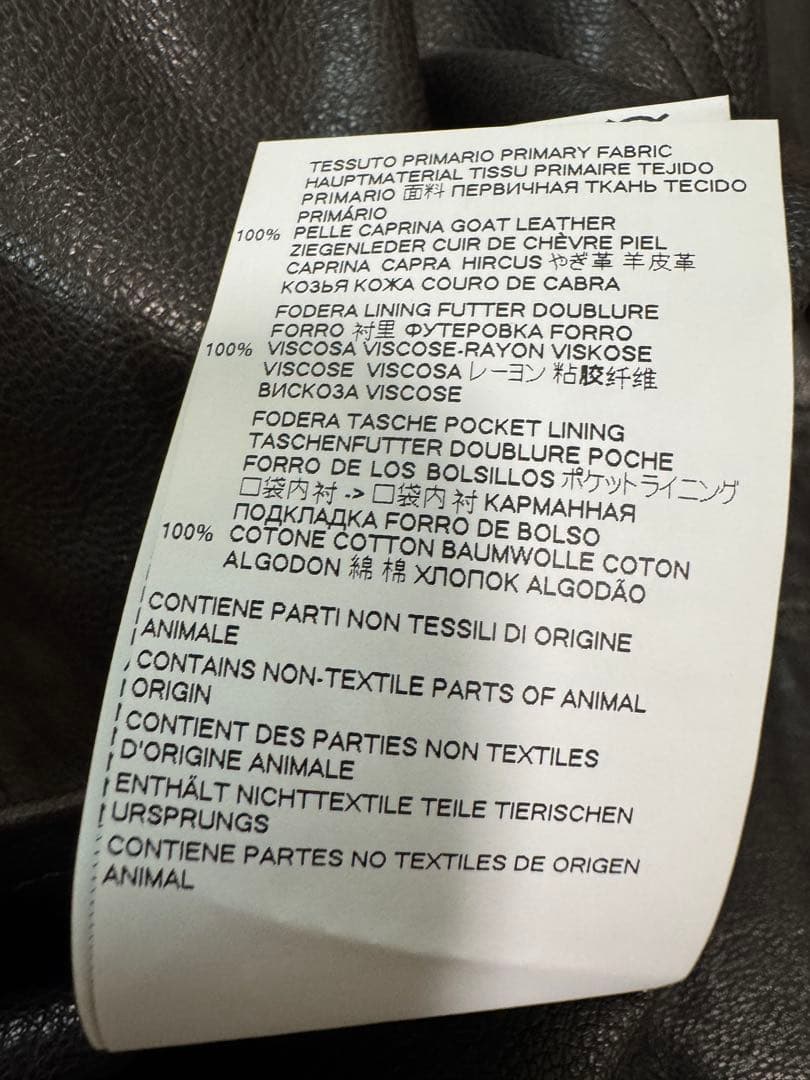 TESSUTO PRIMARIO PRIMARY FABRIC
HAUPTMATERIAL TISSU PRIMAIRE TEJIDO
PRIMARIO 面料 ПЕРВИЧНАЯ ТКАНЬ TECIDO
PRIMÁRIO
100% PELLE CAPRINA GOAT LEATHER
ZIEGENLEDER CUIR DE CHÈVRE PIEL
CAPRINA CAPRA HIRCUS やぎ革 羊皮革
КОЗЬЯ КОЖА COURO DE CABRA
FODERA LINING FUTTER DOUBLURE
FORRO 衬里 ФУТЕРОВКА FORRO
100% VISCOSA VISCOSE-RAYON VISKOSE
VISCOSE VISCOSA レーヨン 粘胶纤维
ВИСКОЗА VISCOSE
FODERA TASCHE POCKET LINING
TASCHENFUTTER DOUBLURE POCHE
FORRO DE LOS BOLSILLOS ポケットライニング
口袋内衬 -> 口袋内衬 КАРМАННАЯ
ПОДКЛАДКА FORRO DE BOLSO
100% COTONE COTTON BAUMWOLLE COTON
ALGODON 綿 棉 ХЛОПОК ALGODÃO
CONTIENE PARTI NON TESSILI DI ORIGINE
ANIMALE
CONTAINS NON-TEXTILE PARTS OF ANIMAL
ORIGIN
CONTIENT DES PARTIES NON TEXTILES
D'ORIGINE ANIMALE
ENTHÄLT NICHTTEXTILE TEILE TIERISCHEN
URSPRUNGS
CONTIENE PARTES NO TEXTILES DE ORIGEN
ANIMAL